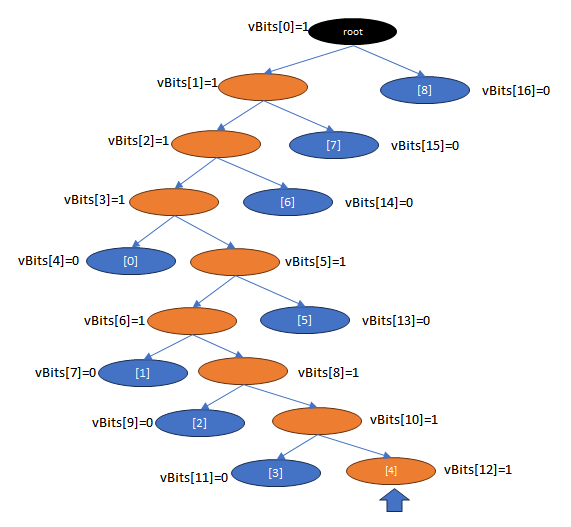 vBits[0]=1
root
vBits[1]=1
[8]
vBits[16]=0
vBits[2]=1
[7]
vBits[15]=0
vBits[3]=1
[6]
vBits[14]=0
vBits[4]=0
[0]
vBits[5]=1
vBits[6]=1
[5]
vBits[13]=0
vBits[7]=0
[1]
vBits[8]=1
vBits[9]=0
[2]
vBits[10]=1
vBits[11]=0
[3]
[4]
vBits[12]=1